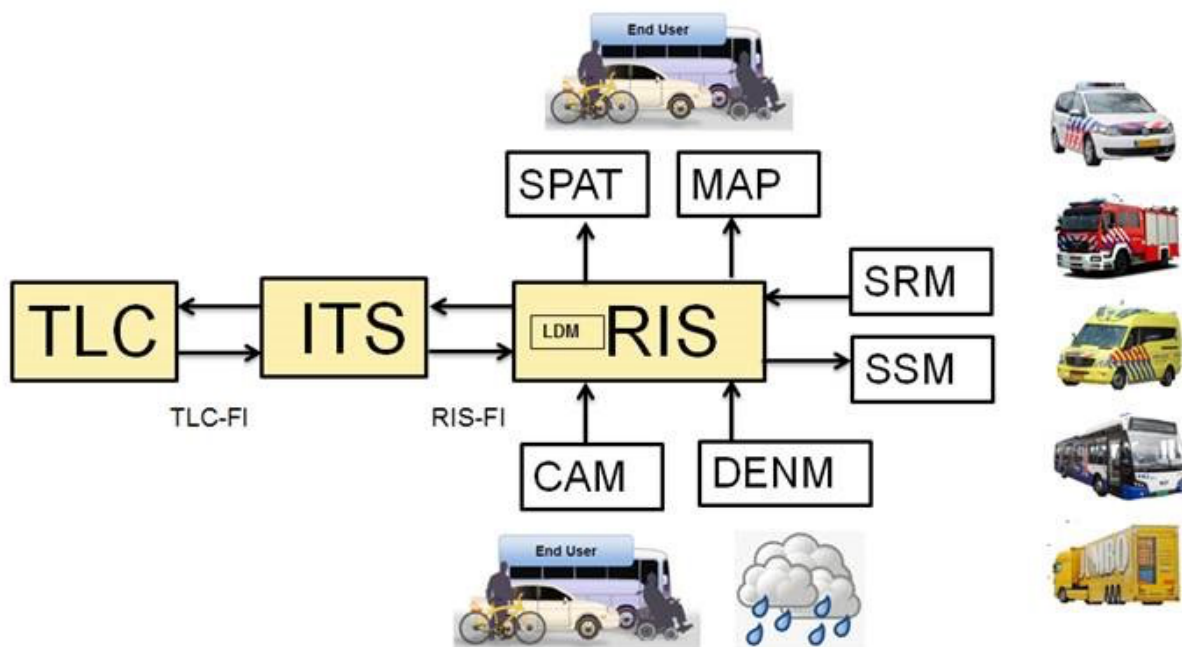 End User
SPAT
MAP
SRM
TLC
ITS
LDM
RIS
SSM
TLC-FI
RIS-FI
CAM
DENM
End User
JUMBO